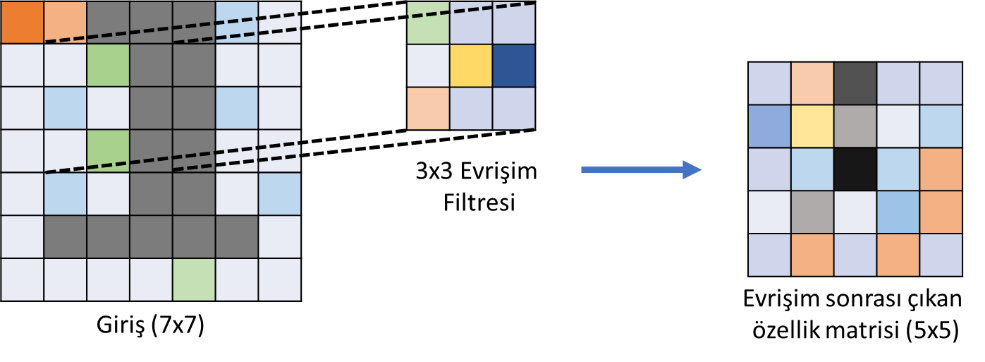 3x3 Evrişim
Filtresi
Giriş (7x7)
Evrişim sonrası çıkan
özellik matrisi (5x5)